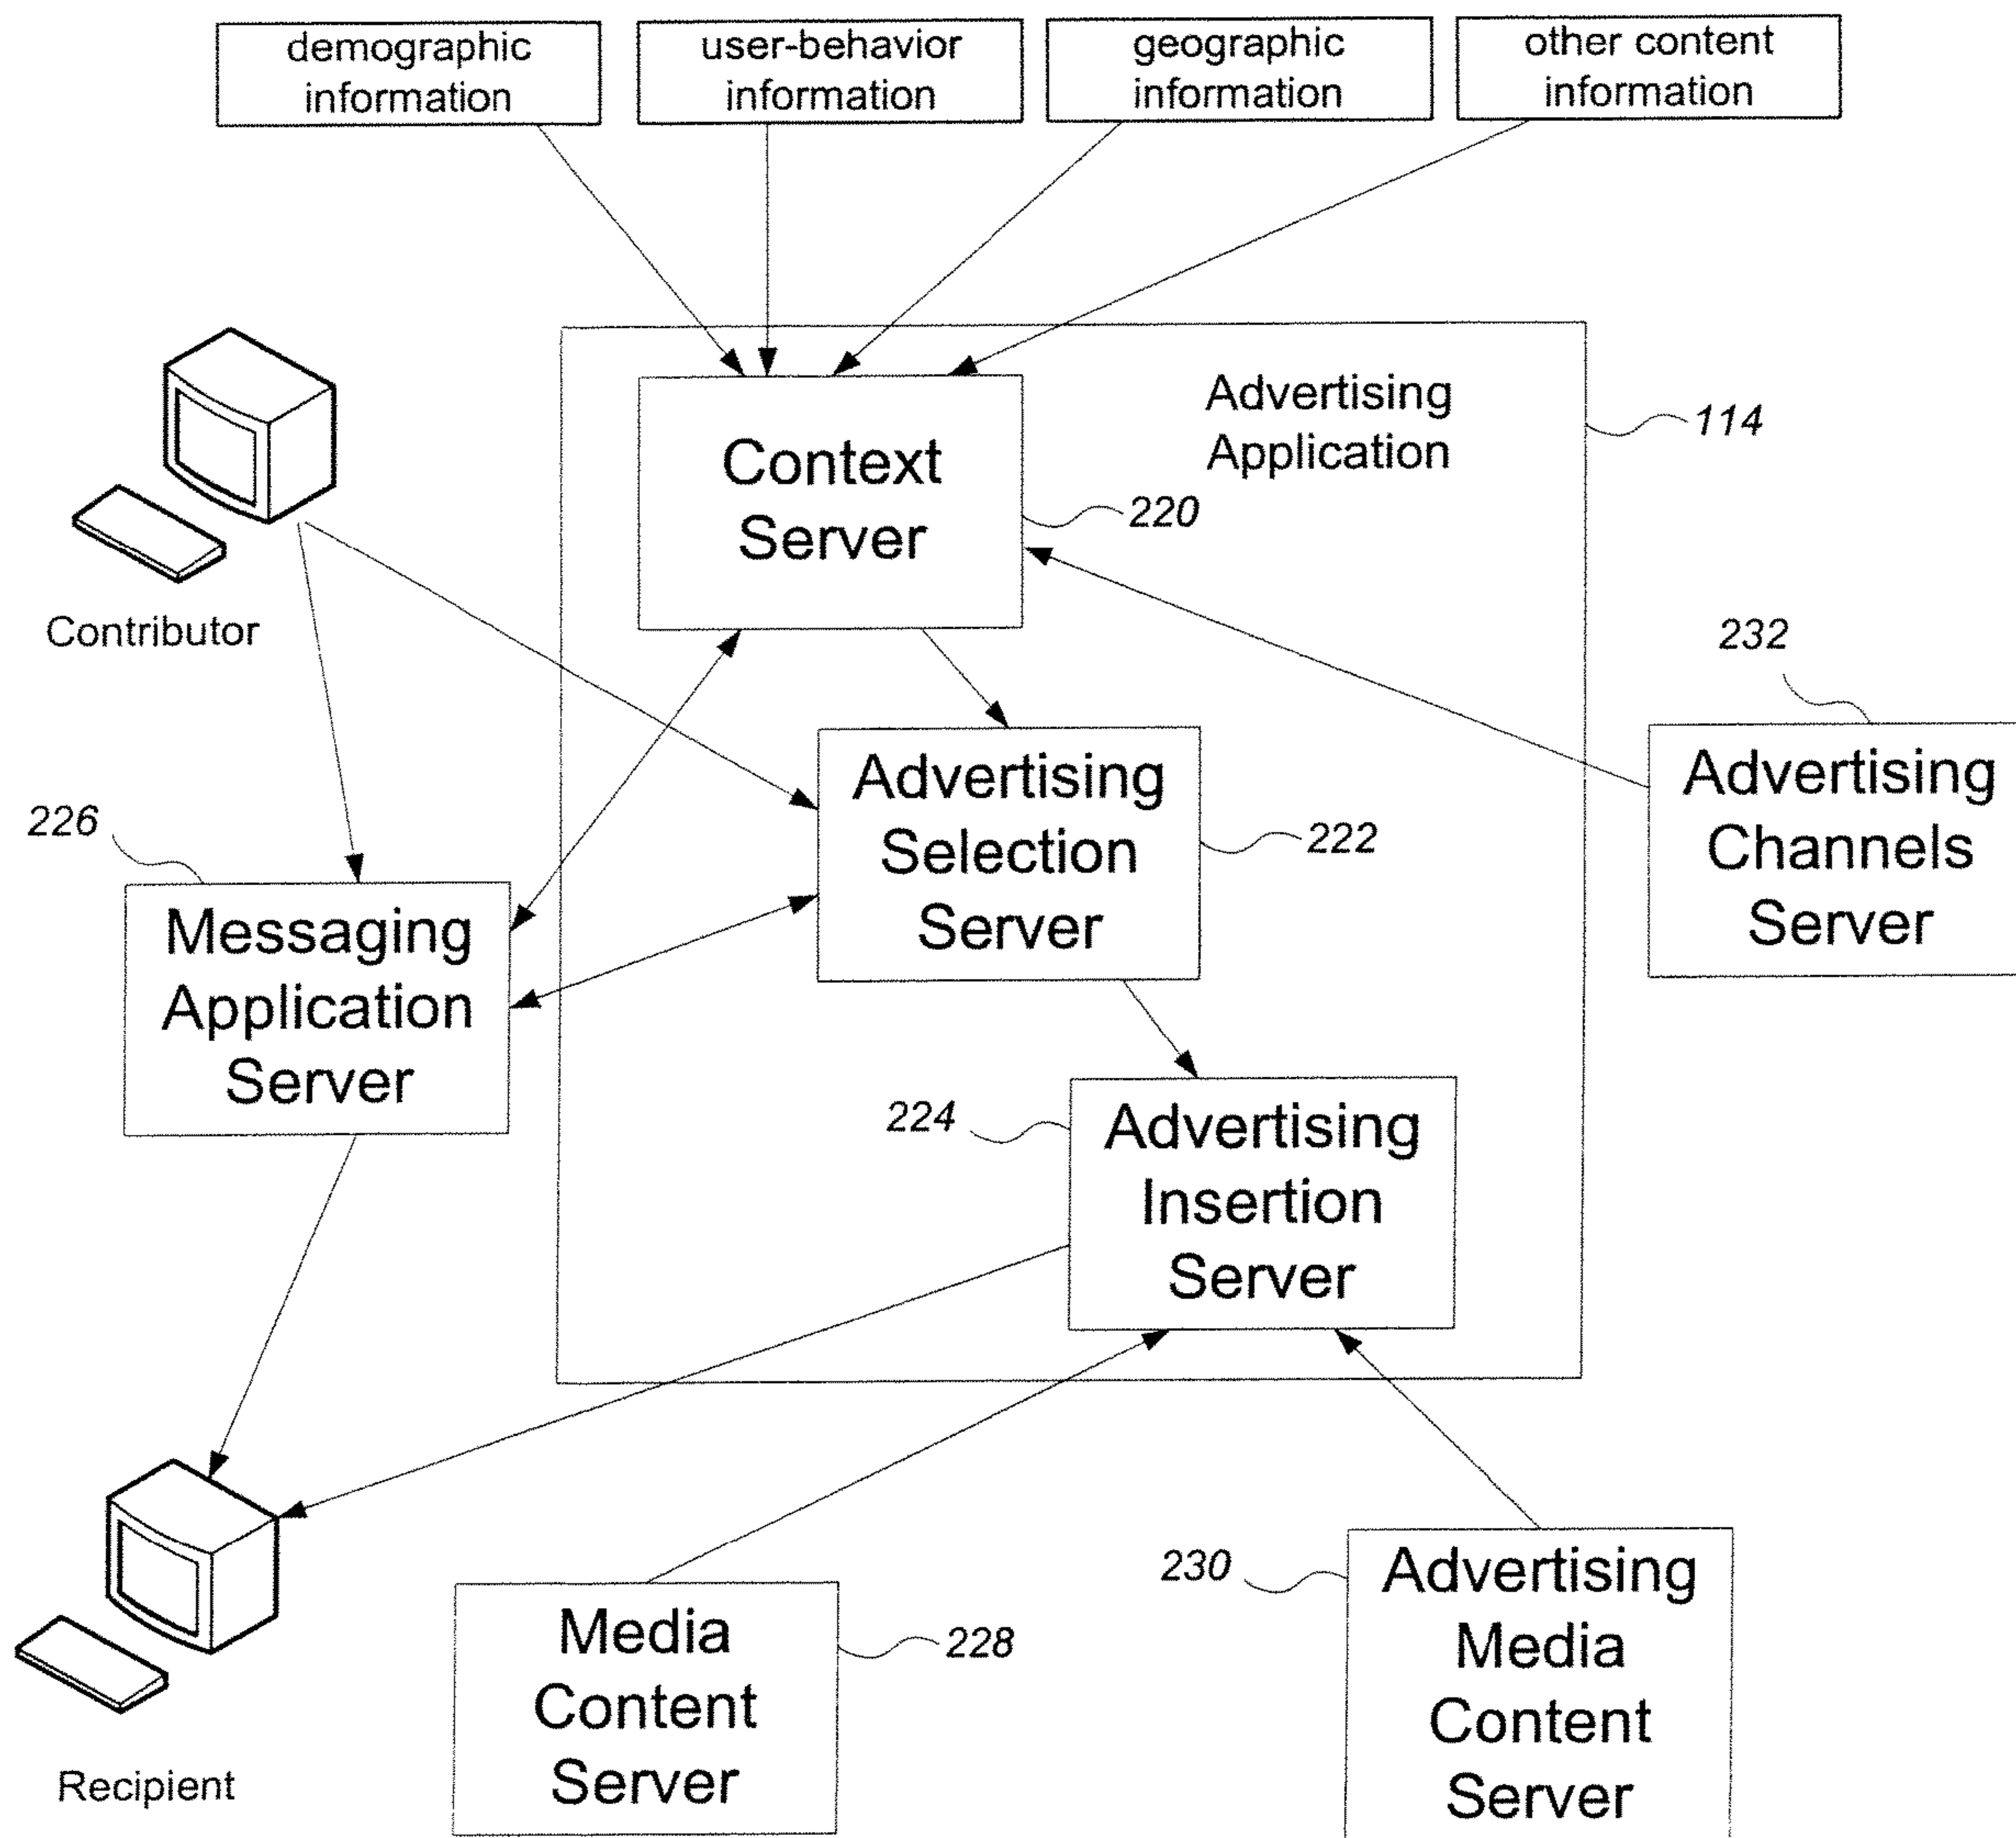 demographic
information
user-behavior
information
geographic
information
other content
information
Advertising
Application
114
Context
Server
220
Contributor
232
Advertising
Selection
Server
222
Advertising
Channels
Server
226
Messaging
Application
Server
224
Advertising
Insertion
Server
Recipient
Media
Content
Server
228
230
Advertising
Media
Content
Server